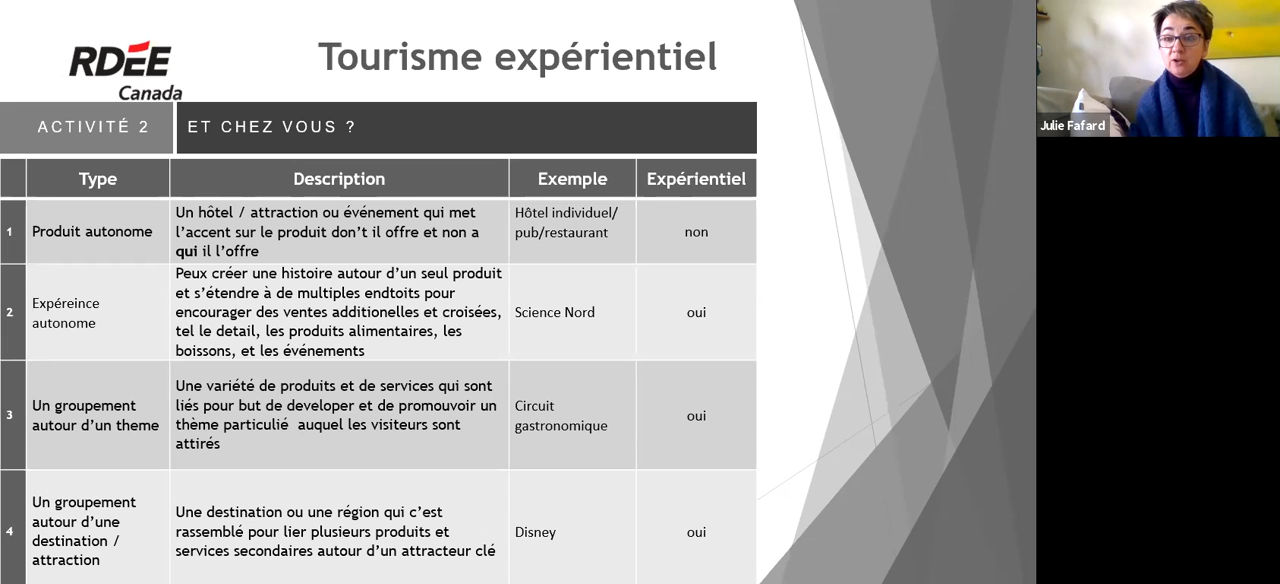 RDÉE
Canada
Tourisme expérientiel
ACTIVITÉ 2
ET CHEZ VOUS ?
Type
Description
Exemple
Expérientiel
1
Produit autonome
Un hôtel / attraction ou événement qui met
l'accent sur le produit don't il offre et non a
qui il l'offre
Hôtel individuel/
pub/restaurant
non
2
Expéreince
autonome
Peux créer une histoire autour d'un seul produit
et s'étendre à de multiples endtoits pour
encourager des ventes additionelles et croisées,
tel le detail, les produits alimentaires, les
boissons, et les événements
Science Nord
oui
3
Un groupement
autour d'un theme
Une variété de produits et de services qui sont
liés pour but de developer et de promouvoir un
thème particulié auquel les visiteurs sont
attirés
Circuit
gastronomique
oui
4
Un groupement
autour d'une
destination /
attraction
Une destination ou une région qui c'est
rassemblé pour lier plusieurs produits et
services secondaires autour d'un attracteur clé
Disney
oui
Julie Fafard